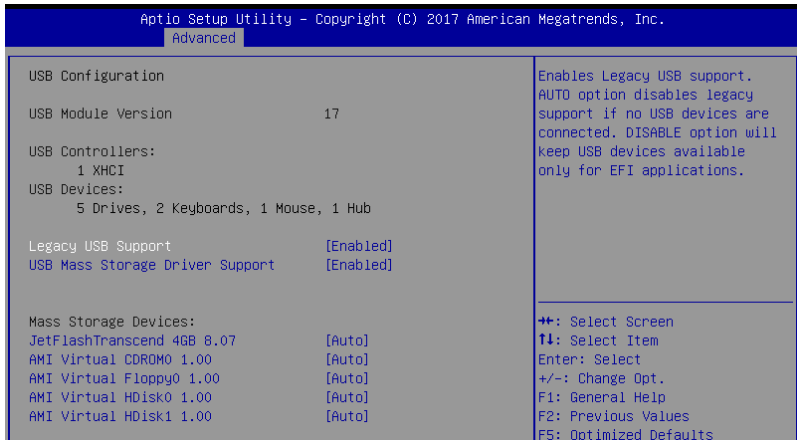 Aptio Setup Utility – Copyright (C) 2017 American Megatrends, Inc.
Advanced
USB Configuration
USB Module Version 17
USB Controllers:
1 XHCI
USB Devices:
5 Drives, 2 Keyboards, 1 Mouse, 1 Hub
Legacy USB Support [Enabled]
USB Mass Storage Driver Support [Enabled]
Mass Storage Devices:
JetFlashTranscend 4GB 8.07 [Auto]
AMI Virtual CDROM0 1.00 [Auto]
AMI Virtual Floppy0 1.00 [Auto]
AMI Virtual HDisk0 1.00 [Auto]
AMI Virtual HDisk1 1.00 [Auto]
Enables Legacy USB support.
AUTO option disables legacy
support if no USB devices are
connected. DISABLE option will
keep USB devices available
only for EFI applications.
→←: Select Screen
↑↓: Select Item
Enter: Select
+/-: Change Opt.
F1: General Help
F2: Previous Values
F5: Optimized Defaults